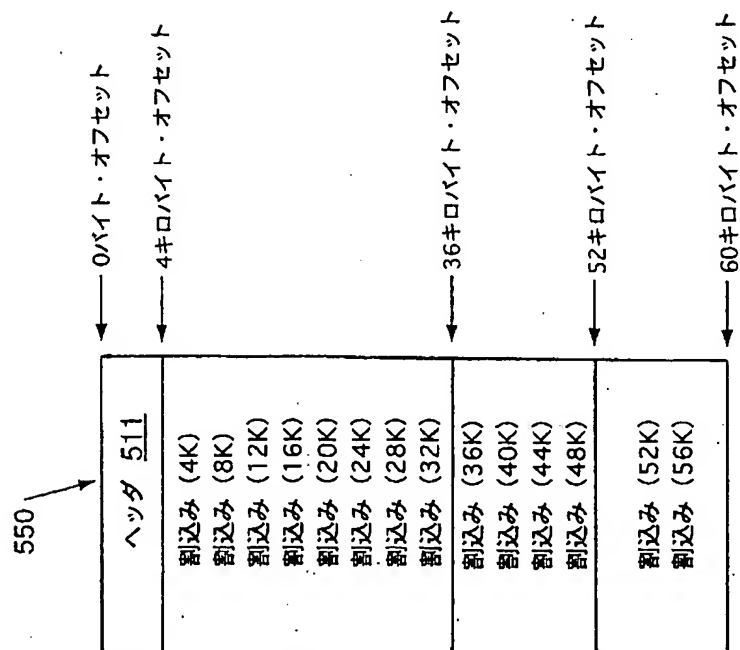 550
ヘッダ 511
割込み (4K)
割込み (8K)
割込み (12K)
割込み (16K)
割込み (20K)
割込み (24K)
割込み (28K)
割込み (32K)
割込み (36K)
割込み (40K)
割込み (44K)
割込み (48K)
割込み (52K)
割込み (56K)
0バイト・オフセット
4キロバイト・オフセット
36キロバイト・オフセット
52キロバイト・オフセット
60キロバイト・オフセット